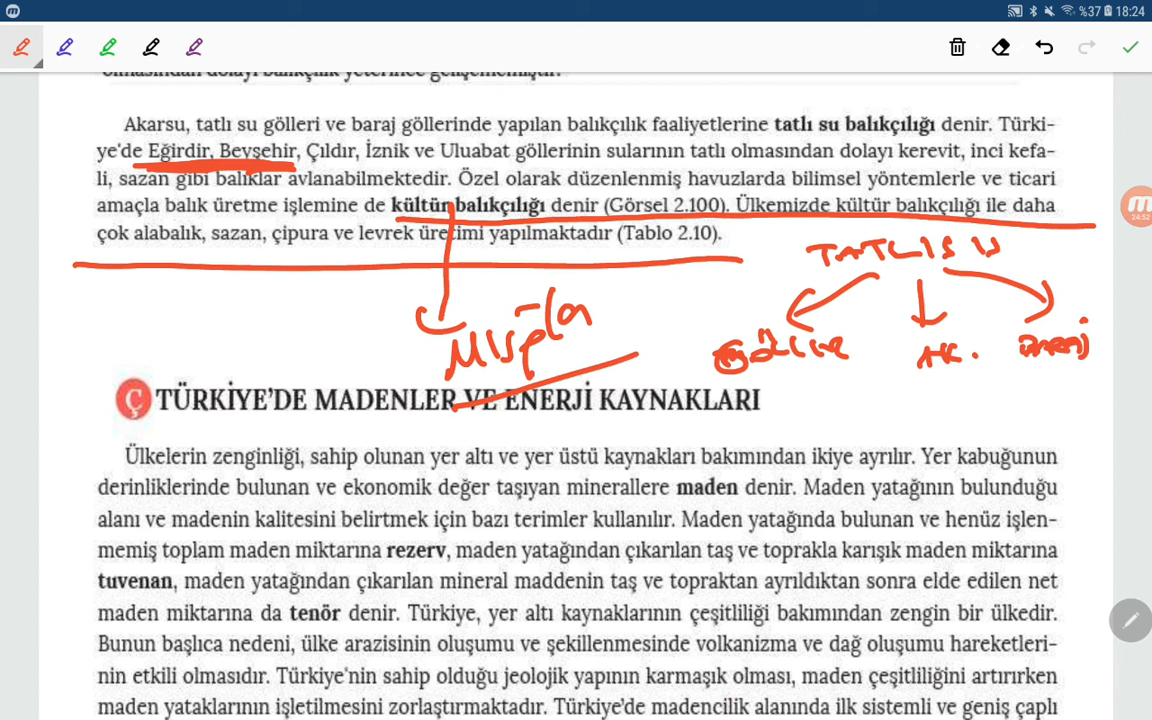 %37 18:24
olmasından dolayı balıkçılık yeterince gelişememiştir.
Akarsu, tatlı su gölleri ve baraj göllerinde yapılan balıkçılık faaliyetlerine tatlı su balıkçılığı denir. Türki-
ye'de Eğirdir, Beyşehir, Çıldır, İznik ve Uluabat göllerinin sularının tatlı olmasından dolayı kerevit, inci kefa-
li, sazan gibi balıklar avlanabilmektedir. Özel olarak düzenlenmiş havuzlarda bilimsel yöntemlerle ve ticari
amaçla balık üretme işlemine de kültür balıkçılığı denir (Görsel 2.100). Ülkemizde kültür balıkçılığı ile daha
24:52
çok alabalık, sazan, çipura ve levrek üretimi yapılmaktadır (Tablo 2.10).
TATLISU
AK.
Ç TÜRKİYE'DE MADENLER VE ENERJİ KAYNAKLARI
Ülkelerin zenginliği, sahip olunan yer altı ve yer üstü kaynakları bakımından ikiye ayrılır. Yer kabuğunun
derinliklerinde bulunan ve ekonomik değer taşıyan minerallere maden denir. Maden yatağının bulunduğu
alanı ve madenin kalitesini belirtmek için bazı terimler kullanılır. Maden yatağında bulunan ve henüz işlen-
memiş toplam maden miktarına rezerv, maden yatağından çıkarılan taş ve toprakla karışık maden miktarına
tuvenan, maden yatağından çıkarılan mineral maddenin taş ve topraktan ayrıldıktan sonra elde edilen net
maden miktarına da tenör denir. Türkiye, yer altı kaynaklarının çeşitliliği bakımından zengin bir ülkedir.
Bunun başlıca nedeni, ülke arazisinin oluşumu ve şekillenmesinde volkanizma ve dağ oluşumu hareketleri-
nin etkili olmasıdır. Türkiye'nin sahip olduğu jeolojik yapının karmaşık olması, maden çeşitliliğini artırırken
maden yataklarının işletilmesini zorlaştırmaktadır. Türkiye'de madencilik alanında ilk sistemli ve geniş çaplı